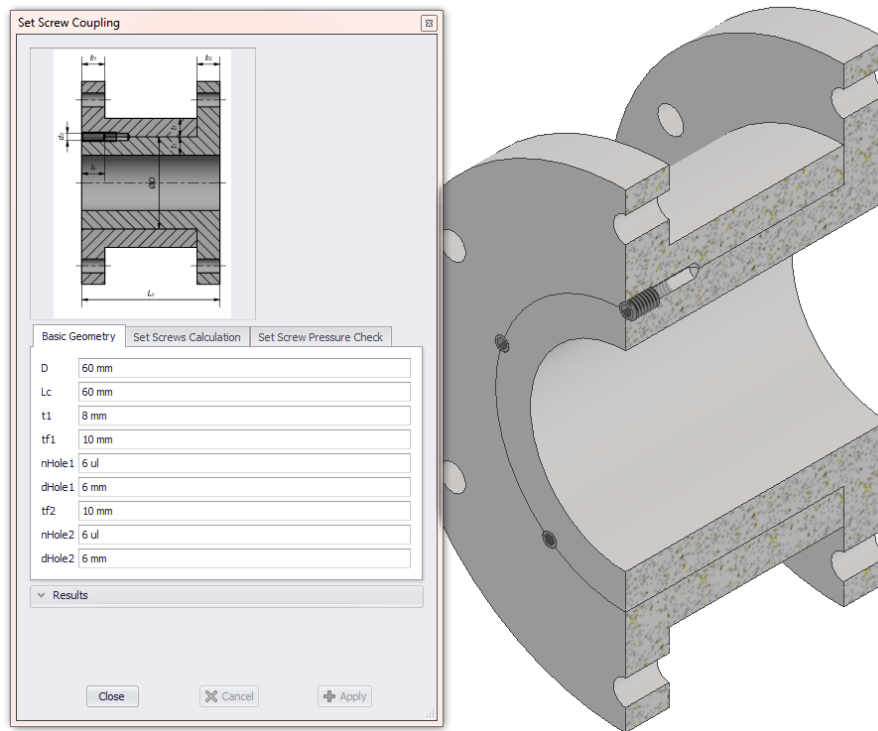 Set Screw Coupling
Basic Geometry Set Screws Calculation Set Screw Pressure Check
D 60 mm
Lc 60 mm
t1 8 mm
tf1 10 mm
nHole1 6 ul
dHole1 6 mm
tf2 10 mm
nHole2 6 ul
dHole2 6 mm
Results
Close Cancel Apply